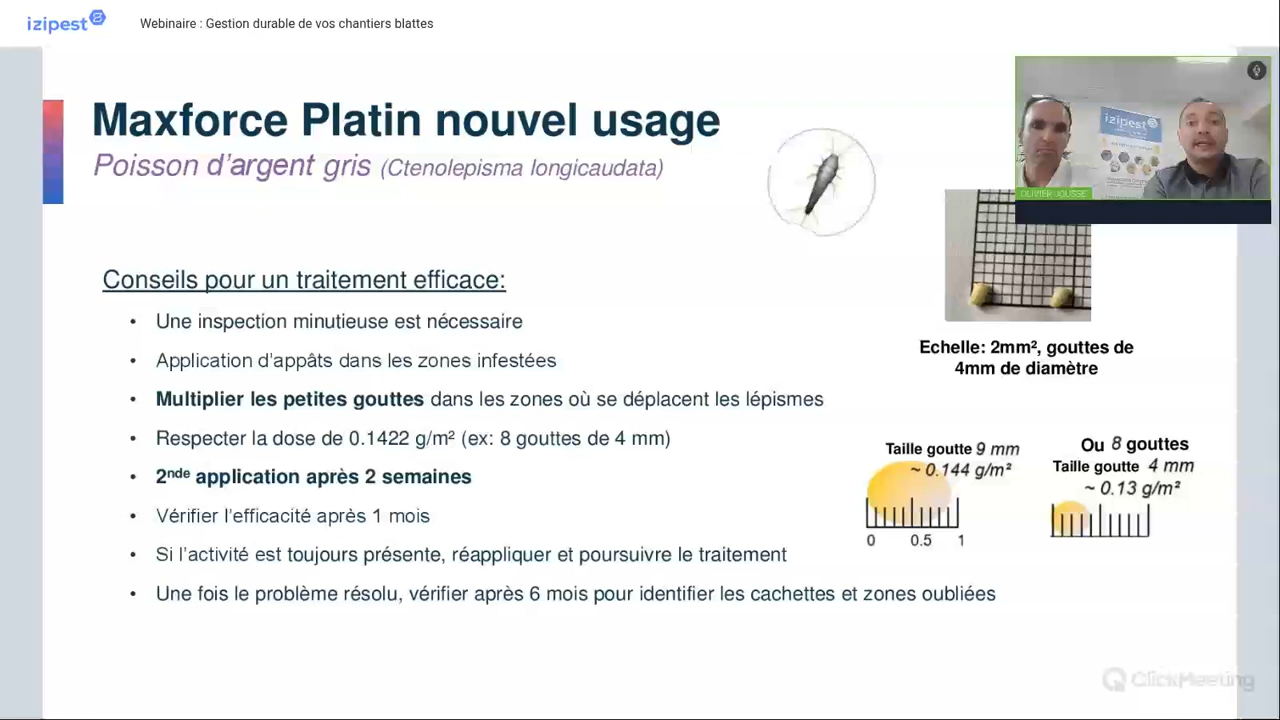 izipest
Webinaire : Gestion durable de vos chantiers blattes
Maxforce Platin nouvel usage
Poisson d'argent gris (Ctenolepisma longicaudata)
izipest
OLIVIER JOUSSE
Conseils pour un traitement efficace:
• Une inspection minutieuse est nécessaire
• Application d'appâts dans les zones infestées
• Multiplier les petites gouttes dans les zones où se déplacent les lépismes
• Respecter la dose de 0.1422 g/m² (ex: 8 gouttes de 4 mm)
• 2nde application après 2 semaines
• Vérifier l'efficacité après 1 mois
• Si l'activité est toujours présente, réappliquer et poursuivre le traitement
• Une fois le problème résolu, vérifier après 6 mois pour identifier les cachettes et zones oubliées
Echelle: 2mm², gouttes de
4mm de diamètre
Taille goutte 9 mm
~ 0.144 g/m²
0 0.5 1
Ou 8 gouttes
Taille goutte 4 mm
~ 0.13 g/m²
ClickMeeting